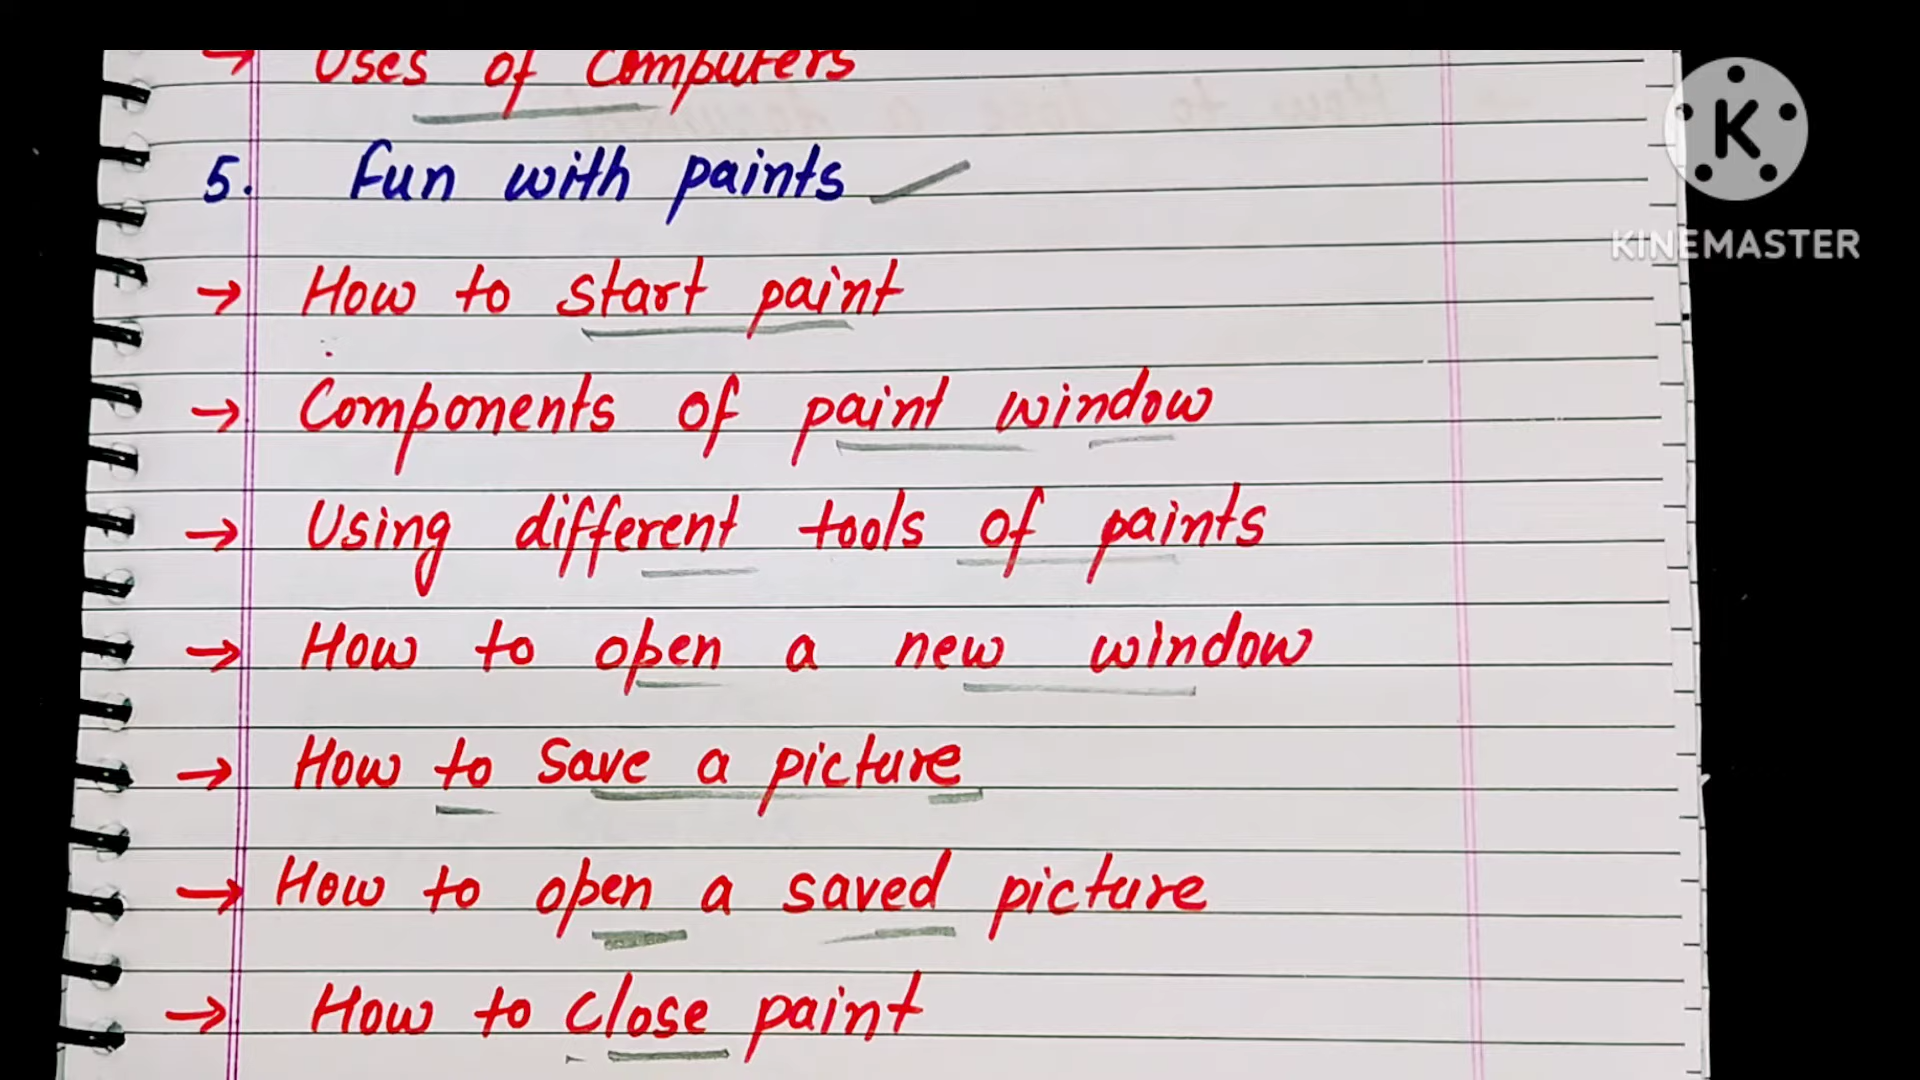 → Uses of Computers
5. Fun with paints
→ How to start paint
→ Components of paint window
→ Using different tools of paints
→ How to open a new window
→ How to save a picture
→ How to open a saved picture
→ How to close paint
K
KINEMASTER